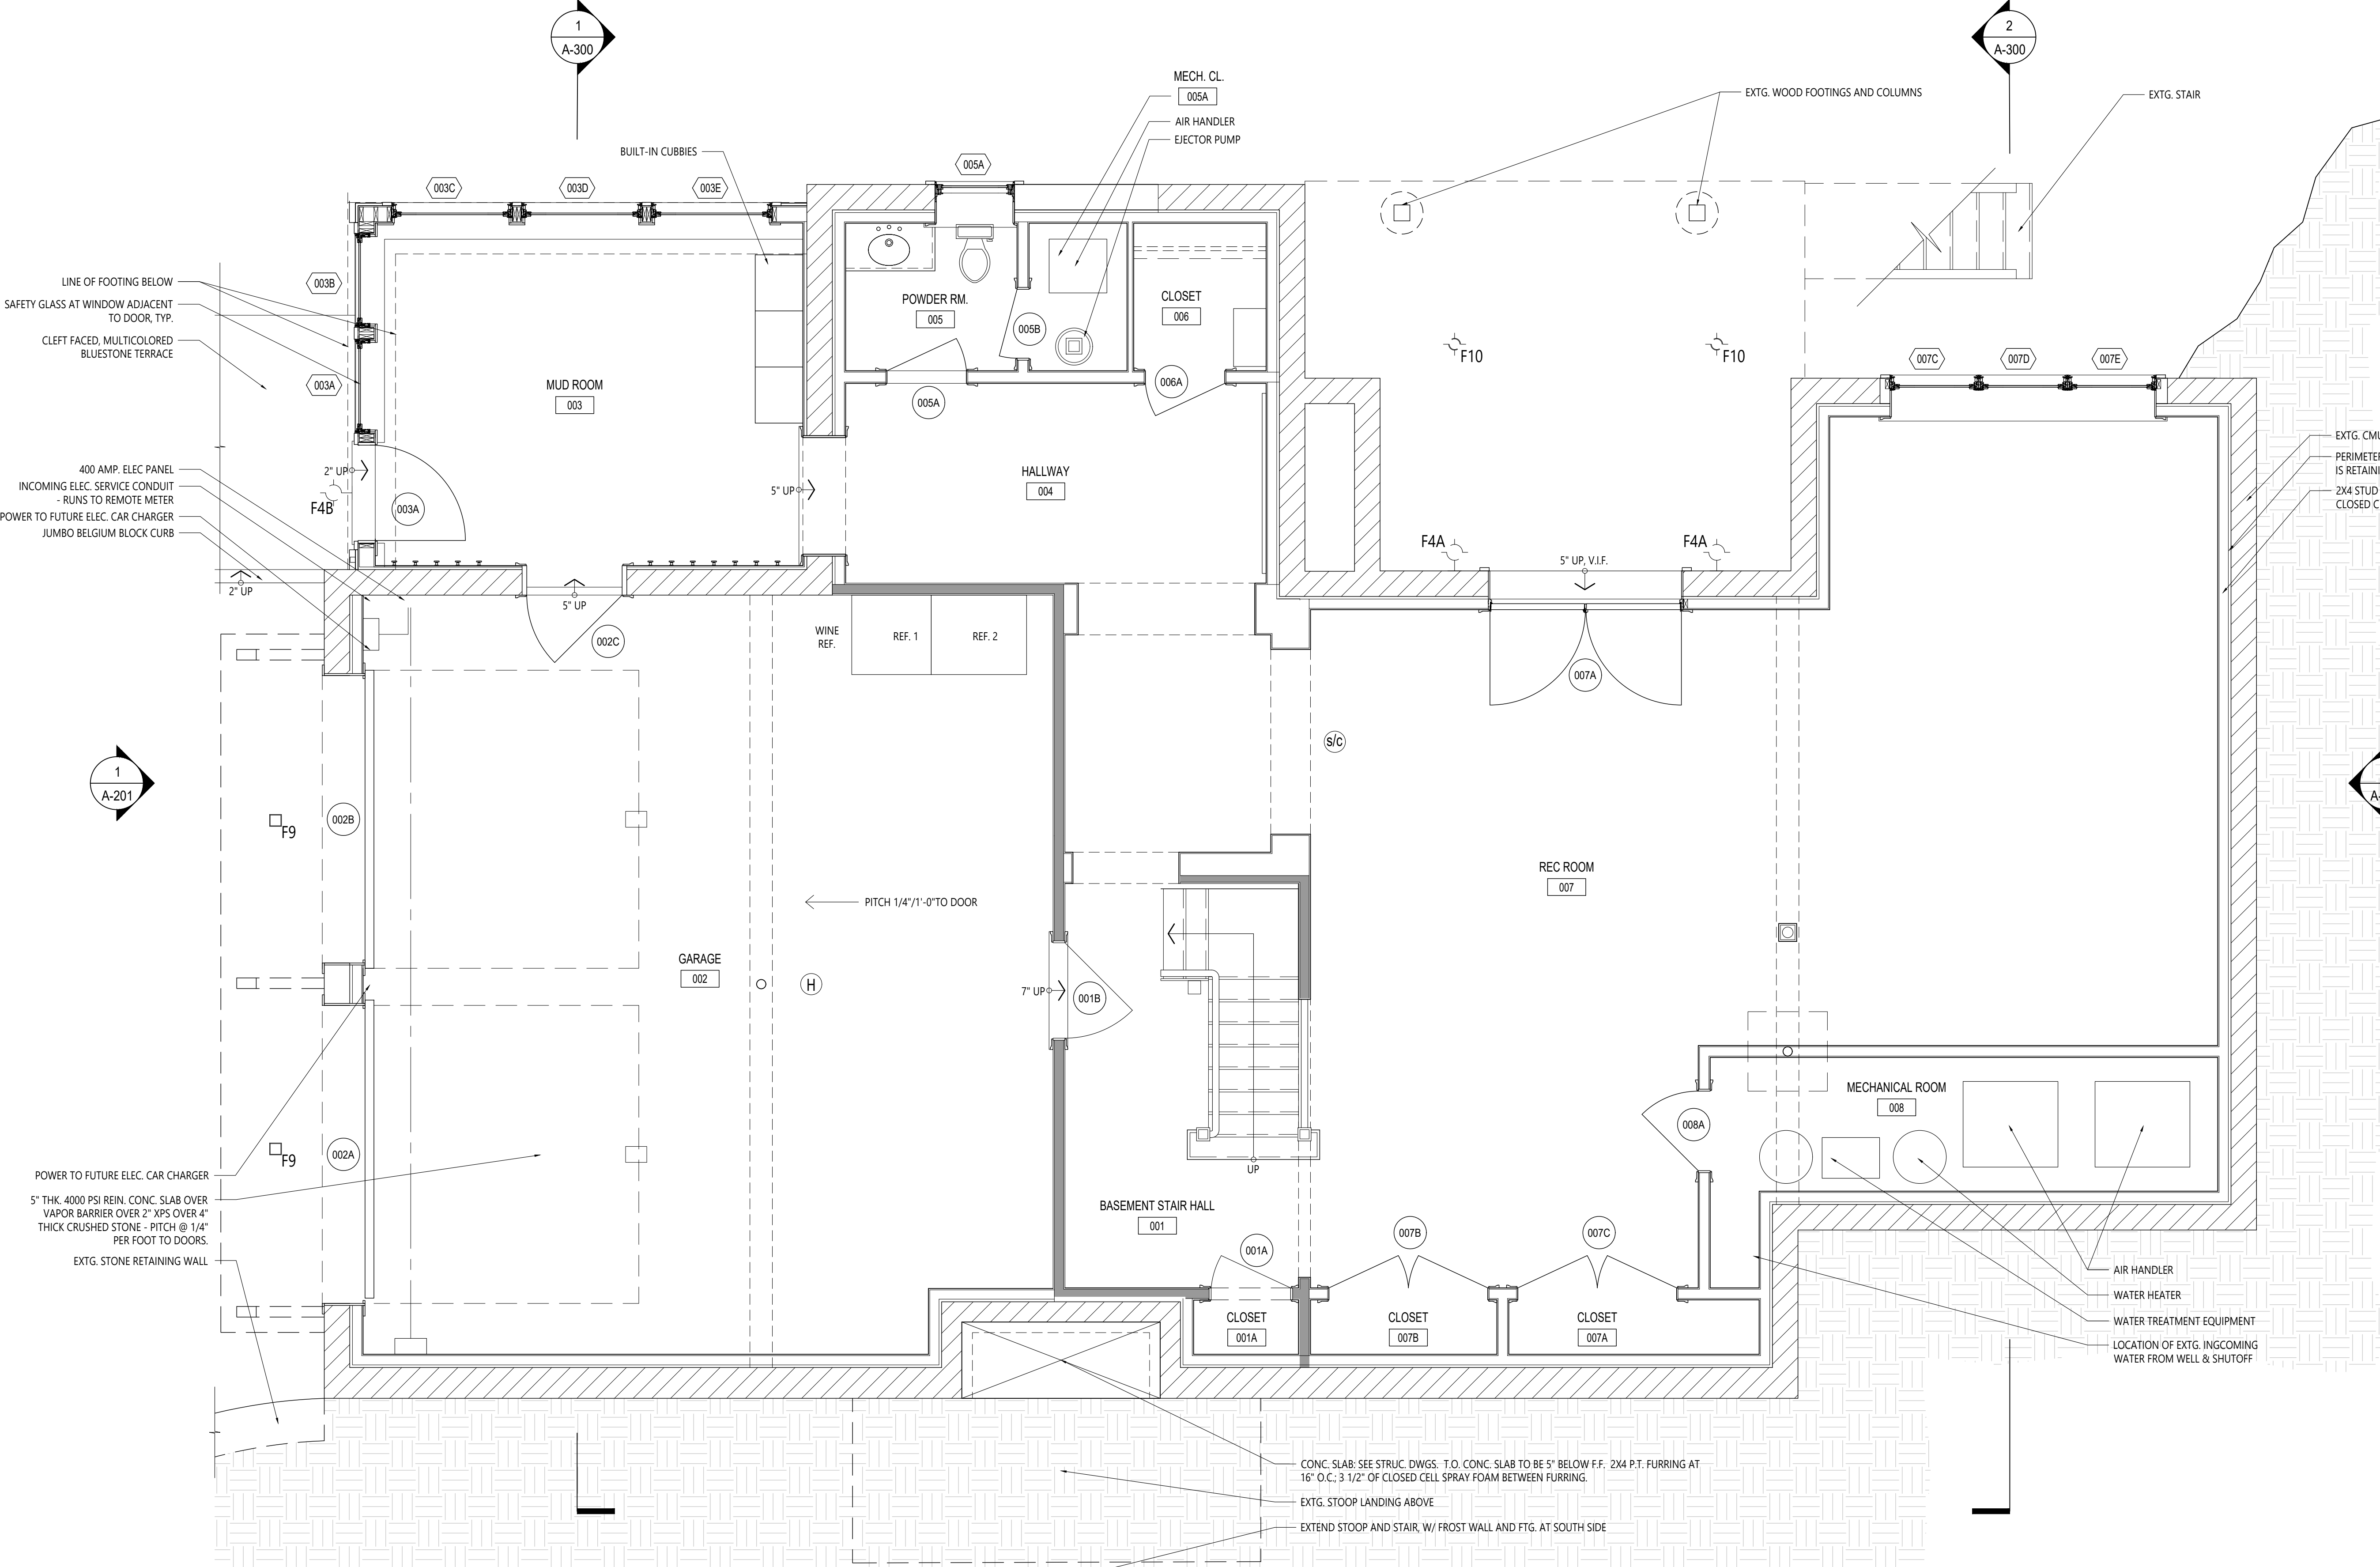 1
A-300
2
A-300
MECH. CL.
005A
AIR HANDLER
EJECTOR PUMP
EXTG. WOOD FOOTINGS AND COLUMNS
EXTG. STAIR
BUILT-IN CUBBIES
005A
003C
003D
003E
LINE OF FOOTING BELOW
003B
SAFETY GLASS AT WINDOW ADJACENT
TO DOOR, TYP.
CLEFT FACED, MULTICOLORED
BLUESTONE TERRACE
003A
MUD ROOM
003
POWDER RM.
005
005B
CLOSET
006
006A
005A
F10
F10
007C
007D
007E
EXTG. CMU
PERIMETER
IS RETAINI
2X4 STUD
CLOSED C
400 AMP. ELEC PANEL
INCOMING ELEC. SERVICE CONDUIT
- RUNS TO REMOTE METER
POWER TO FUTURE ELEC. CAR CHARGER
JUMBO BELGIUM BLOCK CURB
2" UP
F4B
003A
5" UP
HALLWAY
004
F4A
F4A
5" UP, V.I.F.
2" UP
5" UP
002C
WINE
REF.
REF. 1
REF. 2
007A
S/C
1
A-201
A-
002B
F9
REC ROOM
007
PITCH 1/4"/1'-0"TO DOOR
GARAGE
002
H
7" UP
001B
MECHANICAL ROOM
008
008A
002A
F9
UP
POWER TO FUTURE ELEC. CAR CHARGER
5" THK. 4000 PSI REIN. CONC. SLAB OVER
VAPOR BARRIER OVER 2" XPS OVER 4"
THICK CRUSHED STONE - PITCH @ 1/4"
PER FOOT TO DOORS.
EXTG. STONE RETAINING WALL
BASEMENT STAIR HALL
001
001A
007B
007C
CLOSET
001A
CLOSET
007B
CLOSET
007A
AIR HANDLER
WATER HEATER
WATER TREATMENT EQUIPMENT
LOCATION OF EXTG. INGCOMING
WATER FROM WELL & SHUTOFF
CONC. SLAB: SEE STRUC. DWGS. T.O. CONC. SLAB TO BE 5" BELOW F.F. 2X4 P.T. FURRING AT
16" O.C.; 3 1/2" OF CLOSED CELL SPRAY FOAM BETWEEN FURRING.
EXTG. STOOP LANDING ABOVE
EXTEND STOOP AND STAIR, W/ FROST WALL AND FTG. AT SOUTH SIDE